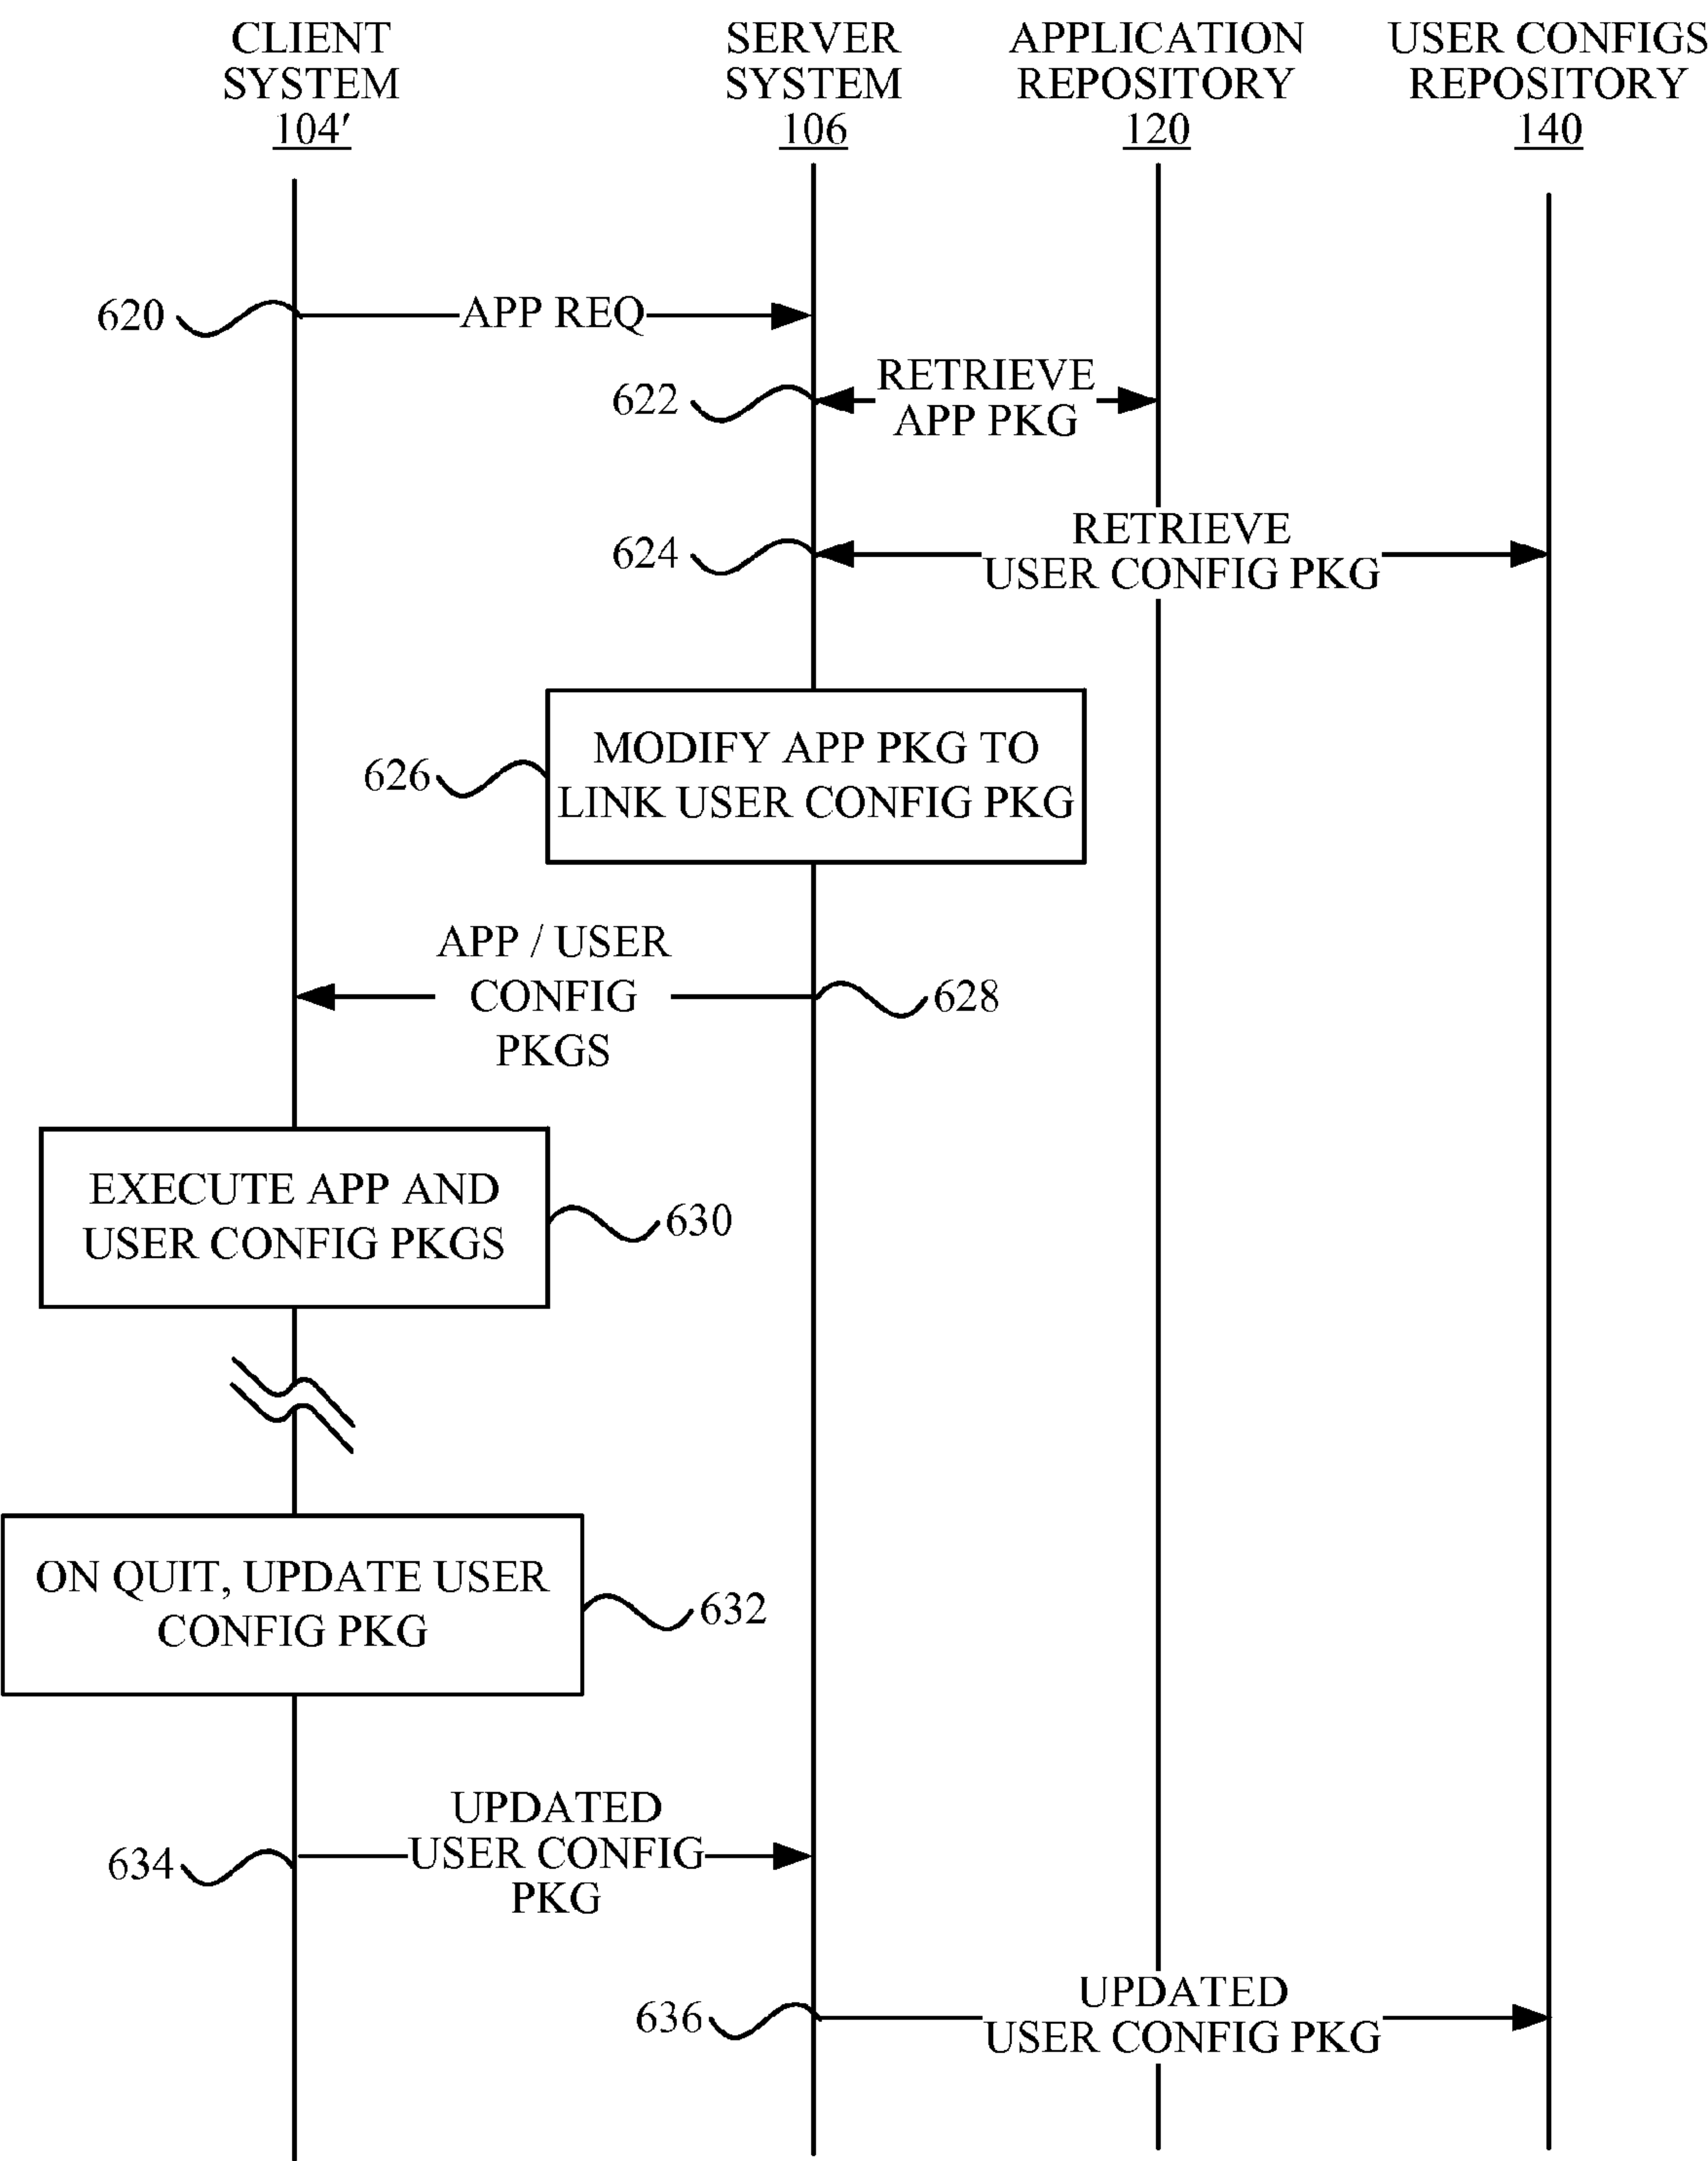 CLIENT
SYSTEM
104′
SERVER
SYSTEM
106
APPLICATION
REPOSITORY
120
USER CONFIGS
REPOSITORY
140
620
APP REQ
622
RETRIEVE
APP PKG
624
RETRIEVE
USER CONFIG PKG
626
MODIFY APP PKG TO
LINK USER CONFIG PKG
APP / USER
CONFIG
PKGS
628
EXECUTE APP AND
USER CONFIG PKGS
630
ON QUIT, UPDATE USER
CONFIG PKG
632
634
UPDATED
USER CONFIG
PKG
636
UPDATED
USER CONFIG PKG